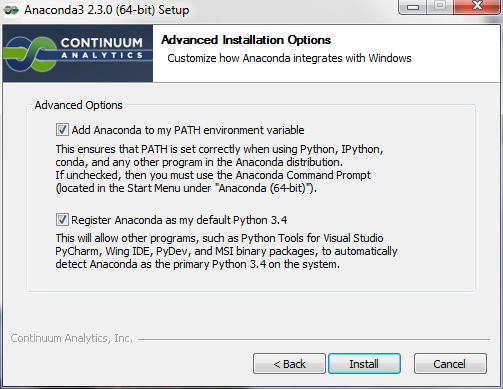 Anaconda3 2.3.0 (64-bit) Setup
CONTINUUM
ANALYTICS
Advanced Installation Options
Customize how Anaconda integrates with Windows
Advanced Options
Add Anaconda to my PATH environment variable
This ensures that PATH is set correctly when using Python, IPython,
conda, and any other program in the Anaconda distribution.
If unchecked, then you must use the Anaconda Command Prompt
(located in the Start Menu under "Anaconda (64-bit)").
Register Anaconda as my default Python 3.4
This will allow other programs, such as Python Tools for Visual Studio
PyCharm, Wing IDE, PyDev, and MSI binary packages, to automatically
detect Anaconda as the primary Python 3.4 on the system.
Continuum Analytics, Inc.
< Back
Install
Cancel